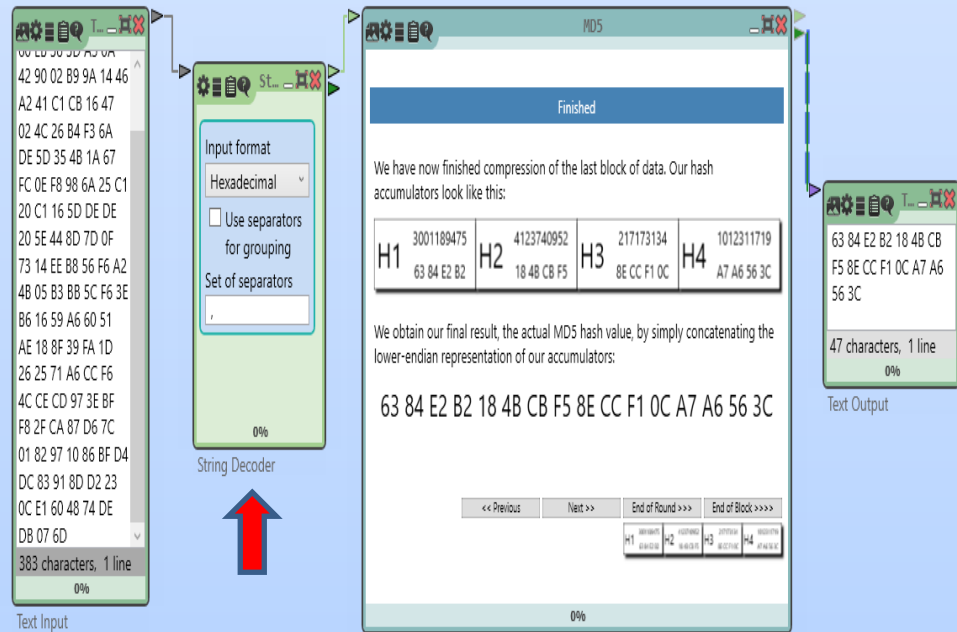 T...
42 90 02 B9 9A 14 46
A2 41 C1 CB 16 47
02 4C 26 B4 F3 6A
DE 5D 35 4B 1A 67
FC 0E F8 98 6A 25 C1
20 C1 16 5D DE DE
20 5E 44 8D 7D 0F
73 14 EE B8 56 F6 A2
4B 05 B3 BB 5C F6 3E
B6 16 59 A6 60 51
AE 18 8F 39 FA 1D
26 25 71 A6 CC F6
4C CE CD 97 3E BF
F8 2F CA 87 D6 7C
01 82 97 10 86 BF D4
DC 83 91 8D D2 23
0C E1 60 48 74 DE
DB 07 6D
383 characters, 1 line
0%
Text Input
St...
Input format
Hexadecimal
Use separators
for grouping
Set of separators
,
0%
String Decoder
MD5
Finished
We have now finished compression of the last block of data. Our hash
accumulators look like this:
H1 3001189475 63 84 E2 B2 H2 4123740952 18 4B CB F5 H3 217173134 8E CC F1 0C H4 1012311719 A7 A6 56 3C
We obtain our final result, the actual MD5 hash value, by simply concatenating the
lower-endian representation of our accumulators:
63 84 E2 B2 18 4B CB F5 8E CC F1 0C A7 A6 56 3C
<< Previous Next >> End of Round >>> End of Block >>>>
H1 H2 H3 H4
0%
T...
63 84 E2 B2 18 4B CB
F5 8E CC F1 0C A7 A6
56 3C
47 characters, 1 line
0%
Text Output